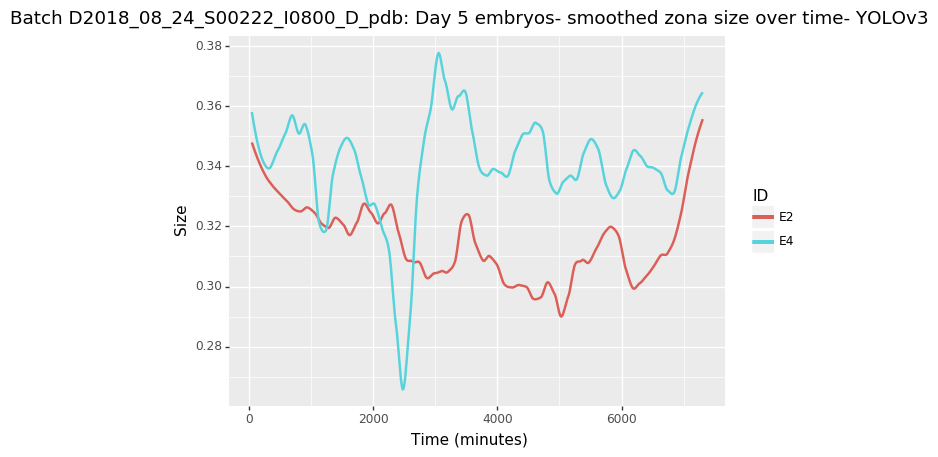 Batch D2018_08_24_S00222_I0800_D_pdb: Day 5 embryos- smoothed zona size over time- YOLOv3
0.38
0.36
0.34
0.32
0.30
0.28
Size
0
2000
4000
6000
Time (minutes)
ID
E2
E4